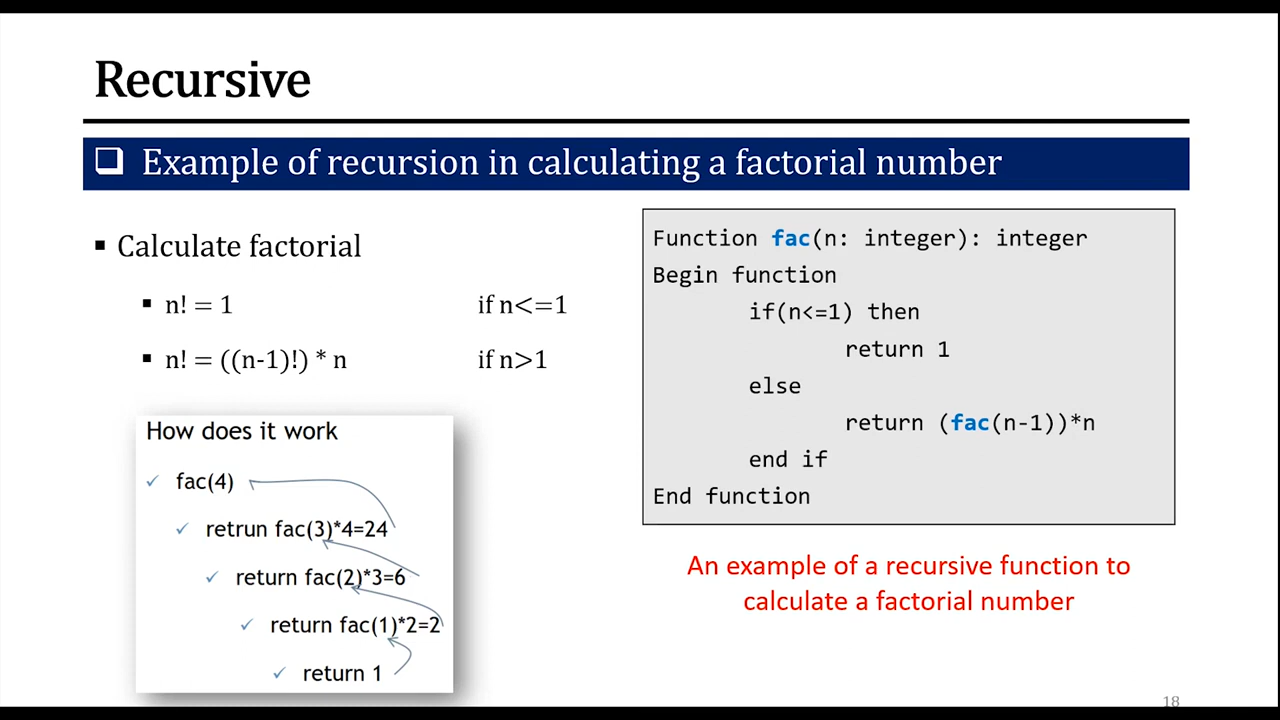 Recursive
Example of recursion in calculating a factorial number
Calculate factorial
n! = 1 if n<=1
n! = ((n-1)!) * n if n>1
How does it work
fac(4)
retrun fac(3)*4=24
return fac(2)*3=6
return fac(1)*2=2
return 1
Function fac(n: integer): integer
Begin function
if(n<=1) then
return 1
else
return (fac(n-1))*n
end if
End function
An example of a recursive function to
calculate a factorial number
18